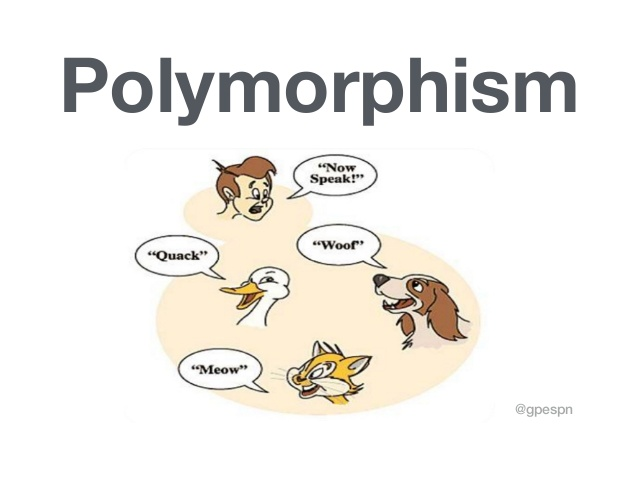 Polymorphism
“Now
Speak!”
“Quack”
“Woof”
“Meow”
@gpespn